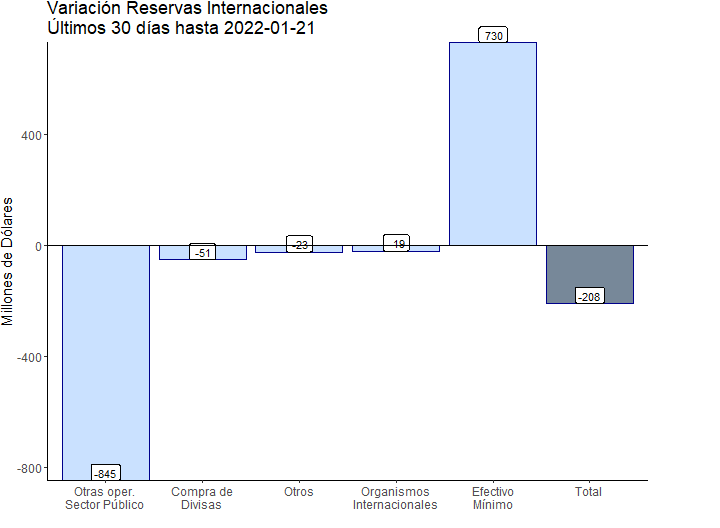 Variación Reservas Internacionales
Últimos 30 días hasta 2022-01-21
730
400
0
-51
-23
-19
Millones de Dólares
-208
-400
-800
-845
Otras oper.
Sector Público
Compra de
Divisas
Otros
Organismos
Internacionales
Efectivo
Mínimo
Total